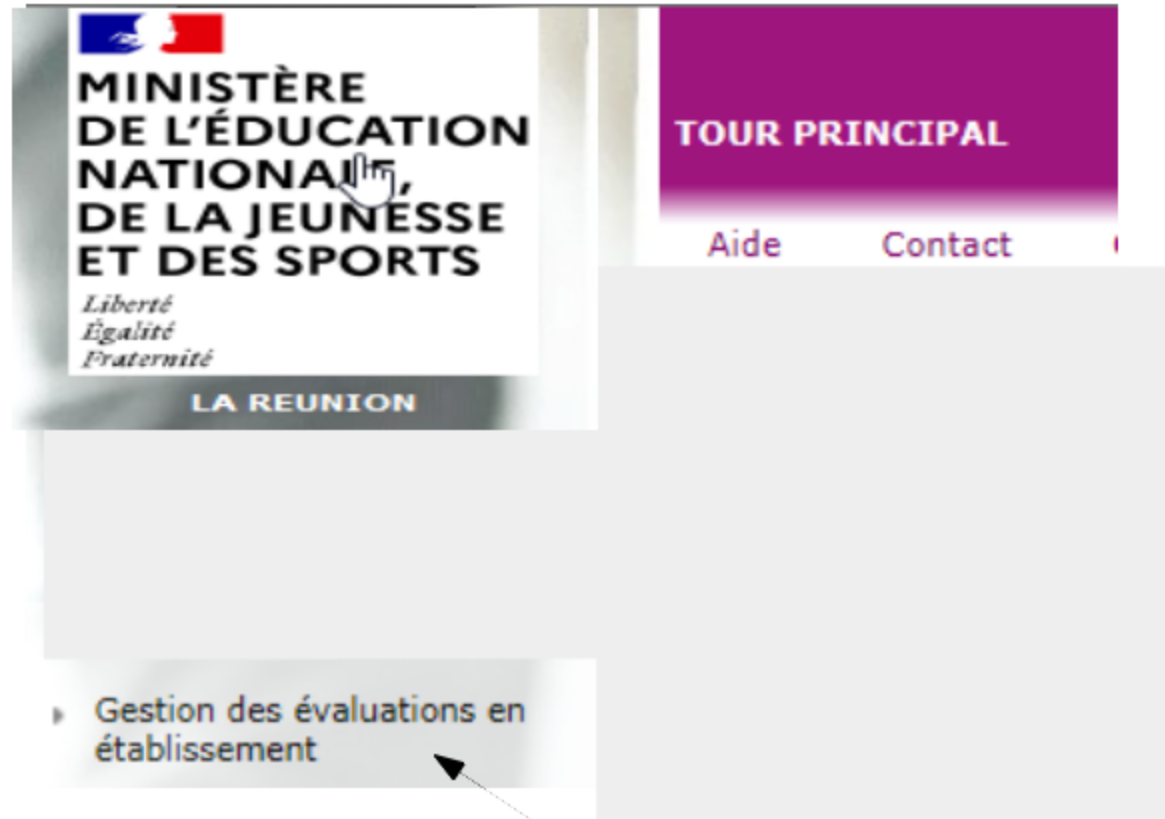 MINISTÈRE
DE L'ÉDUCATION
NATIONALE,
DE LA JEUNESSE
ET DES SPORTS
Liberté
Égalité
Fraternité
LA REUNION
TOUR PRINCIPAL
Aide Contact
Gestion des évaluations en
établissement